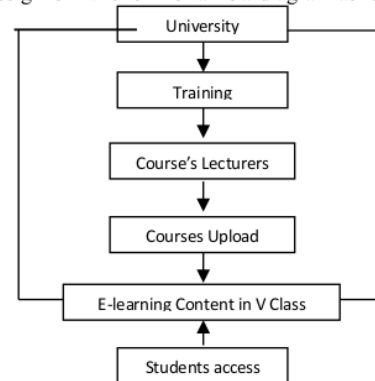 University
Training
Course's Lecturers
Courses Upload
E-learning Content in V Class
Students access